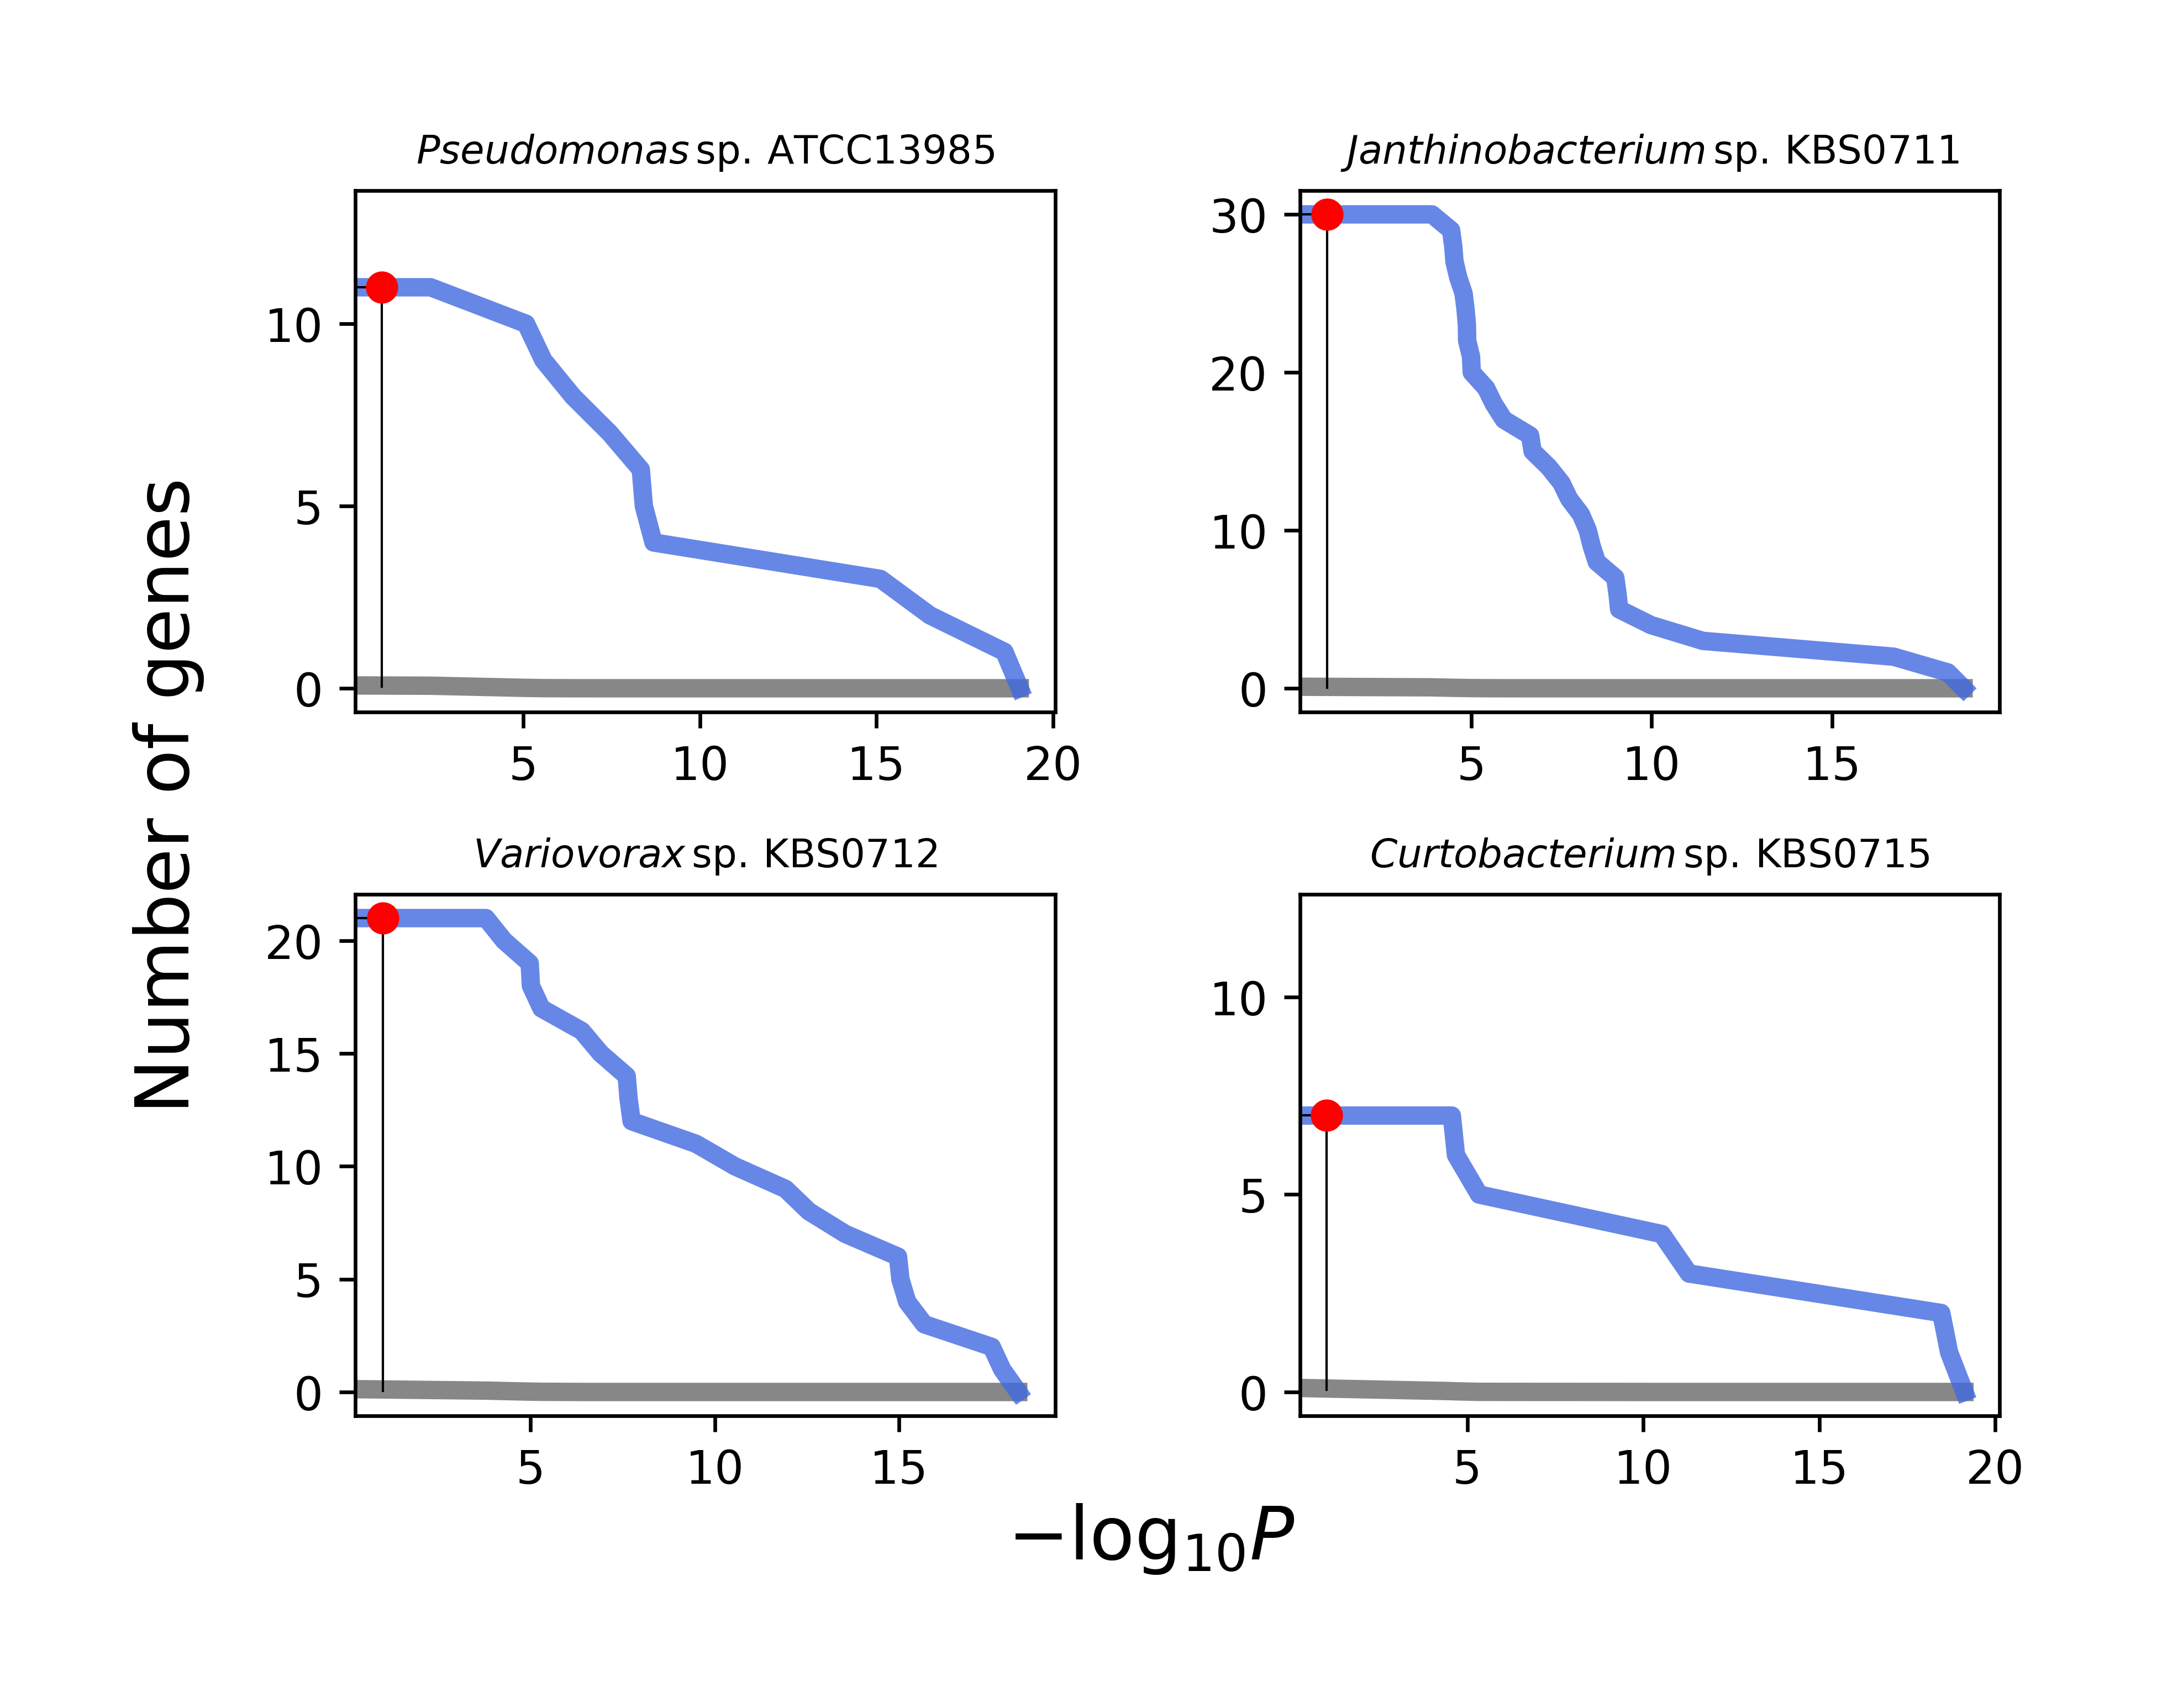 Pseudomonas sp. ATCC13985
Janthinobacterium sp. KBS0711
10
5
0
5 10 15 20
30
20
10
0
5 10 15
Number of genes
Variovorax sp. KBS0712
Curtobacterium sp. KBS0715
20
15
10
5
0
5 10 15
10
5
0
5 10 15 20
−log₁₀P